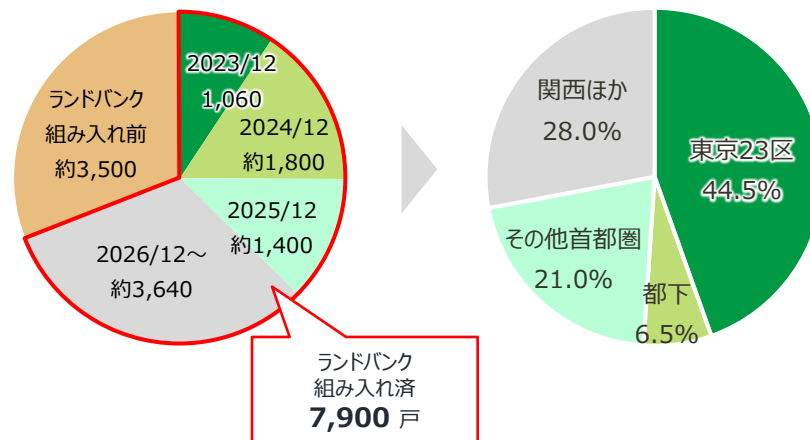 2023/12
1,060
2024/12
約1,800
2025/12
約1,400
2026/12～
約3,640
ランドバンク
組み入れ前
約3,500
ランドバンク
組み入れ済
7,900 戸
東京23区
44.5%
都下
6.5%
その他首都圏
21.0%
関西ほか
28.0%